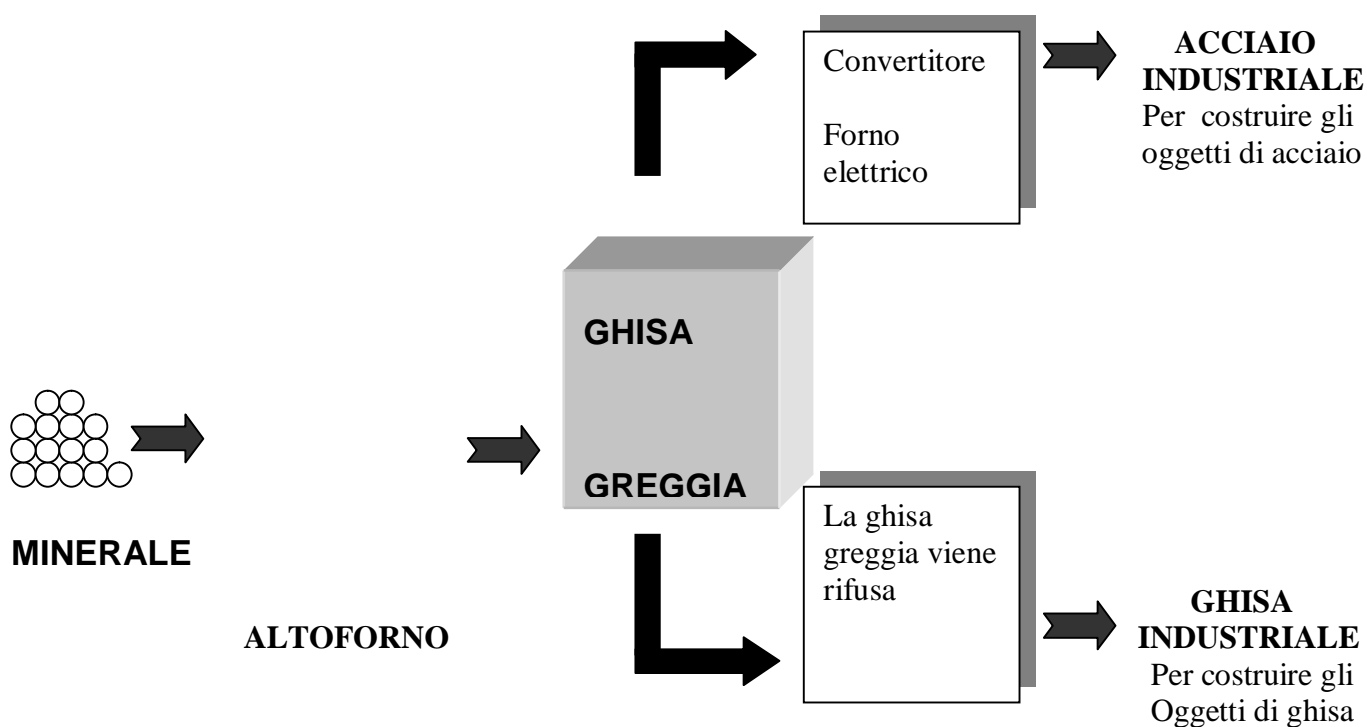 Convertitore
Forno
elettrico
ACCIAIO
INDUSTRIALE
Per costruire gli
oggetti di acciaio
GHISA
GREGGIA
MINERALE
ALTOFORNO
La ghisa
greggia viene
rifusa
GHISA
INDUSTRIALE
Per costruire gli
Oggetti di ghisa